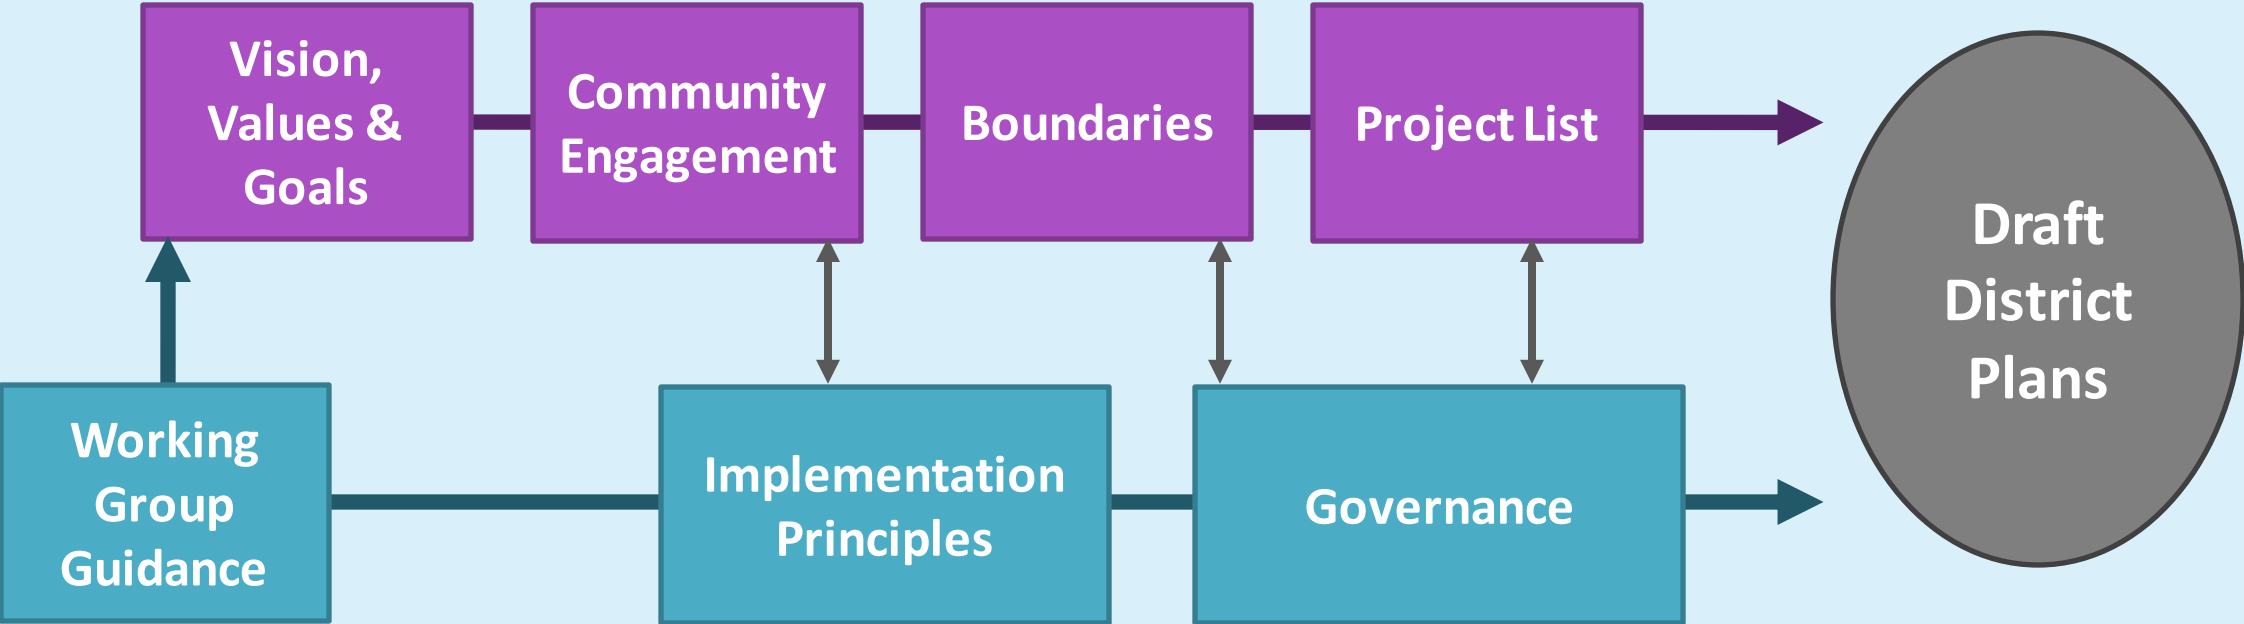 Vision,
Values &
Goals
Community
Engagement
Boundaries
Project List
Draft
District
Plans
Working
Group
Guidance
Implementation
Principles
Governance